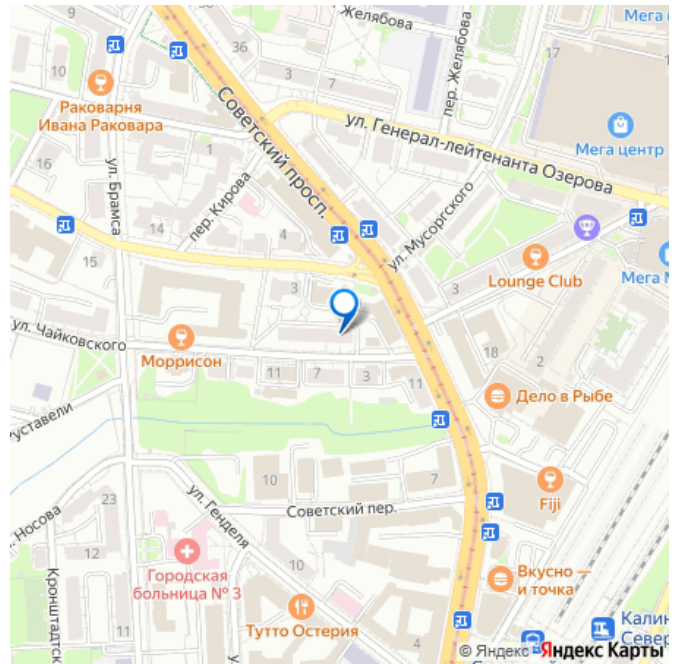 Желябова
36
38
Мега
10
3
7
17
Раковарня
Ивана Раковара
пер. Желябова
Советский просп.
ул. Генерал-лейтенанта Озерова
Мега центр
1
16
ул. Брамса
пер. Кирова
14
4
ул. Мусоргского
15
3
3
Lounge Club
Мега М
ул. Чайковского
Моррисон
18
2
11
7
3
11
Дело в Рыбе
уставели
10
7
Fiji
23
ул. Генделя
Советский пер.
Носова
12
Городская
больница № 3
10
Вкусно —
и точка
Кронштадтск
11
Тутто Остерия
Калин
Север
© Яндекс Яндекс Карты